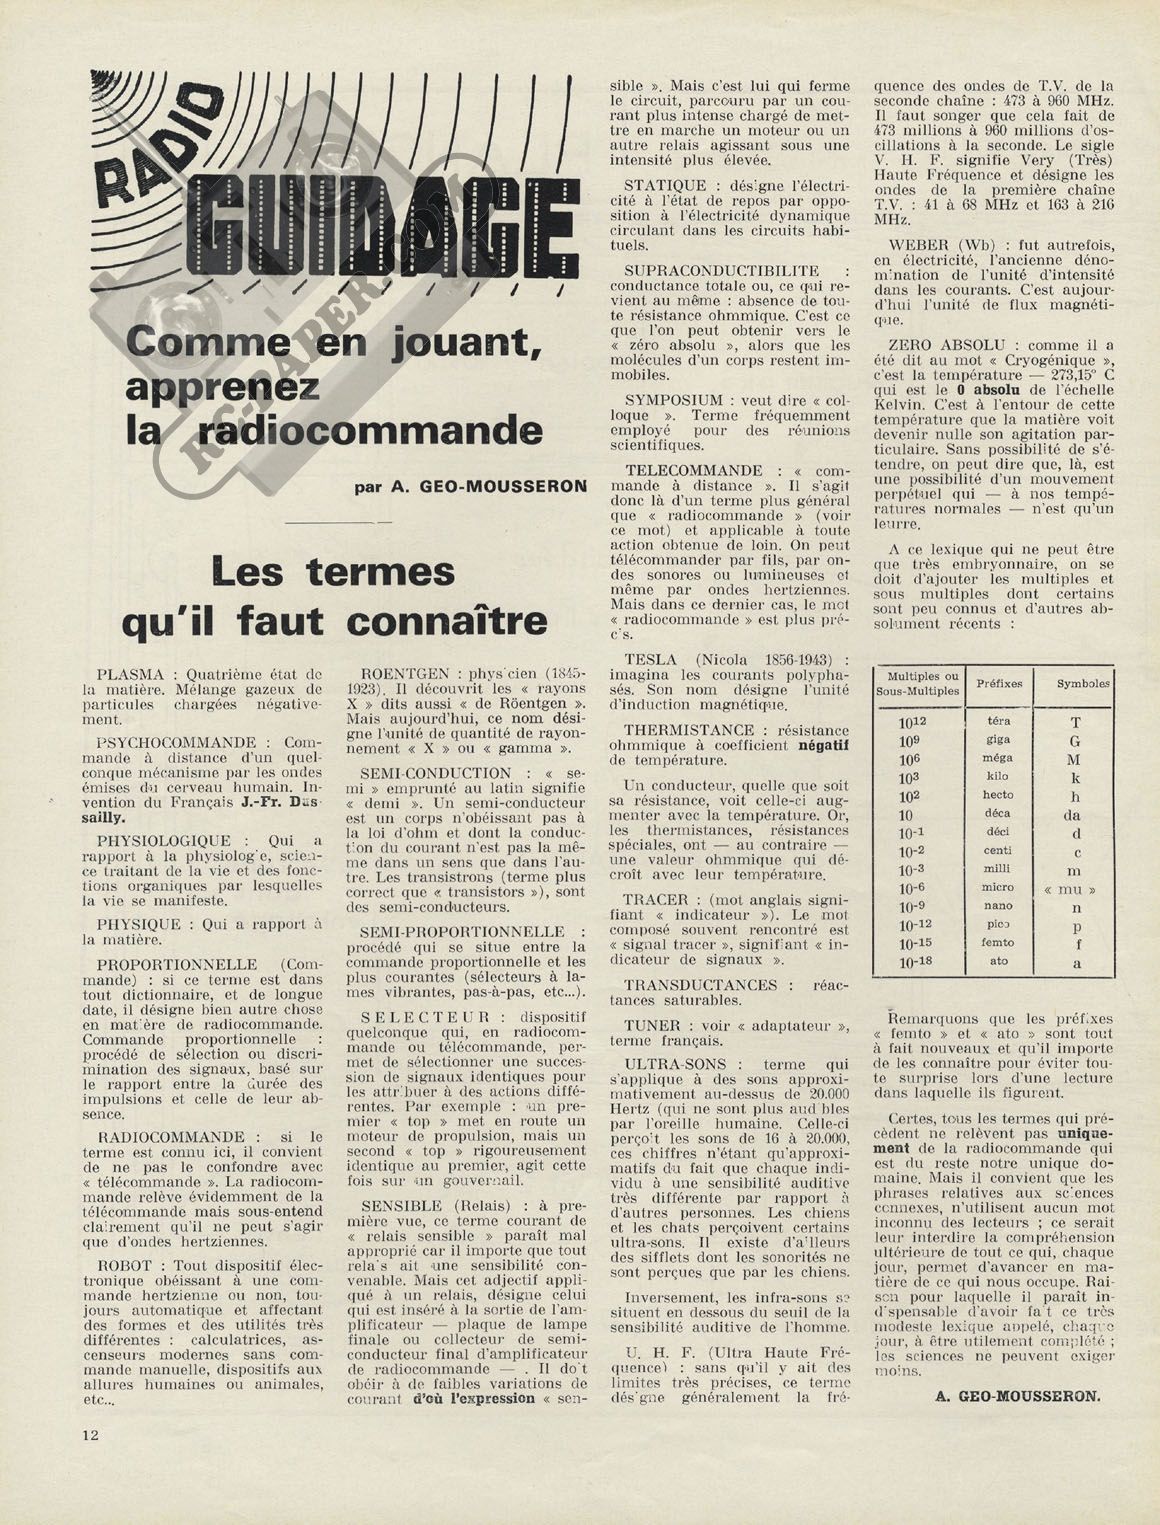 RADIO
GUIDAGE
RC-PAPER.COM
Comme en jouant,
apprenez
la radiocommande
par A. GEO-MOUSSERON
Les termes
qu'il faut connaître
PLASMA : Quatrième état de
la matière. Mélange gazeux de
particules chargées négative-
ment.
PSYCHOCOMMANDE : Com-
mande à distance d'un quel-
conque mécanisme par les ondes
émises du cerveau humain. In-
vention du Français J.-Fr. Dus-
sailly.
PHYSIOLOGIQUE : Qui a
rapport à la physiologie, scien-
ce traitant de la vie et des fonc-
tions organiques par lesquelles
la vie se manifeste.
PHYSIQUE : Qui a rapport à
la matière.
PROPORTIONNELLE (Com-
mande) : si ce terme est dans
tout dictionnaire, et de longue
date, il désigne bien autre chose
en matière de radiocommande.
Commande proportionnelle :
procédé de sélection ou discri-
mination des signaux, basé sur
le rapport entre la durée des
impulsions et celle de leur ab-
sence.
RADIOCOMMANDE : si le
terme est connu ici, il convient
de ne pas le confondre avec
« télécommande ». La radiocom-
mande relève évidemment de la
télécommande mais sous-entend
clairement qu'il ne peut s'agir
que d'ondes hertziennes.
ROBOT : Tout dispositif élec-
tronique obéissant à une com-
mande hertzienne ou non, tou-
jours automatique et affectant
des formes et des utilités très
différentes : calculatrices, as-
censeurs modernes sans com-
mande manuelle, dispositifs aux
allures humaines ou animales,
etc...
ROENTGEN : physicien (1845-
1923). Il découvrit les « rayons
X » dits aussi « de Röentgen ».
Mais aujourd'hui, ce nom dési-
gne l'unité de quantité de rayon-
nement « X » ou « gamma ».
SEMI-CONDUCTION : « se-
mi » emprunté au latin signifie
« demi ». Un semi-conducteur
est un corps n'obéissant pas à
la loi d'ohm et dont la conduc-
tion du courant n'est pas la mê-
me dans un sens que dans l'au-
tre. Les transistrons (terme plus
correct que « transistors »), sont
des semi-conducteurs.
SEMI-PROPORTIONNELLE :
procédé qui se situe entre la
commande proportionnelle et les
plus courantes (sélecteurs à la-
mes vibrantes, pas-à-pas, etc...).
SELECTEUR : dispositif
quelconque qui, en radiocom-
mande ou télécommande, per-
met de sélectionner une succes-
sion de signaux identiques pour
les attribuer à des actions diffé-
rentes. Par exemple : un pre-
mier « top » met en route un
moteur de propulsion, mais un
second « top » rigoureusement
identique au premier, agit cette
fois sur un gouvernail.
SENSIBLE (Relais) : à pre-
mière vue, ce terme courant de
« relais sensible » paraît mal
approprié car il importe que tout
relais ait une sensibilité con-
venable. Mais cet adjectif appli-
qué à un relais, désigne celui
qui est inséré à la sortie de l'am-
plificateur — plaque de lampe
finale ou collecteur de semi-
conducteur final d'amplificateur
de radiocommande — . Il doit
obéir à de faibles variations de
courant d'où l'expression « sen-
sible ». Mais c'est lui qui ferme
le circuit, parcouru par un cou-
rant plus intense chargé de met-
tre en marche un moteur ou un
autre relais agissant sous une
intensité plus élevée.
STATIQUE : désigne l'électri-
cité à l'état de repos par oppo-
sition à l'électricité dynamique
circulant dans les circuits habi-
tuels.
SUPRACONDUCTIBILITE :
conductance totale ou, ce qui re-
vient au même : absence de tou-
te résistance ohmmique. C'est ce
que l'on peut obtenir vers le
« zéro absolu », alors que les
molécules d'un corps restent im-
mobiles.
SYMPOSIUM : veut dire « col-
loque ». Terme fréquemment
employé pour des réunions
scientifiques.
TELECOMMANDE : « com-
mande à distance ». Il s'agit
donc là d'un terme plus général
que « radiocommande » (voir
ce mot) et applicable à toute
action obtenue de loin. On peut
télécommander par fils, par on-
des sonores ou lumineuses et
même par ondes hertziennes.
Mais dans ce dernier cas, le mot
« radiocommande » est plus pré-
cis.
TESLA (Nicola 1856-1943) :
imagina les courants polypha-
sés. Son nom désigne l'unité
d'induction magnétique.
THERMISTANCE : résistance
ohmmique à coefficient négatif
de température.
Un conducteur, quelle que soit
sa résistance, voit celle-ci aug-
menter avec la température. Or,
les thermistances, résistances
spéciales, ont — au contraire —
une valeur ohmmique qui dé-
croît avec leur température.
TRACER : (mot anglais signi-
fiant « indicateur »). Le mot
composé souvent rencontré est
« signal tracer », signifiant « in-
dicateur de signaux ».
TRANSDUCTANCES : réac-
tances saturables.
TUNER : voir « adaptateur »,
terme français.
ULTRA-SONS : terme qui
s'applique à des sons approxi-
mativement au-dessus de 20.000
Hertz (qui ne sont plus audibles
par l'oreille humaine. Celle-ci
perçoit les sons de 16 à 20.000,
ces chiffres n'étant qu'approxi-
matifs du fait que chaque indi-
vidu à une sensibilité auditive
très différente par rapport à
d'autres personnes. Les chiens
et les chats perçoivent certains
ultra-sons. Il existe d'ailleurs
des sifflets dont les sonorités ne
sont perçues que par les chiens.
Inversement, les infra-sons se
situent en dessous du seuil de la
sensibilité auditive de l'homme.
U. H. F. (Ultra Haute Fré-
quence) : sans qu'il y ait des
limites très précises, ce terme
désigne généralement la fré-
quence des ondes de T.V. de la
seconde chaîne : 473 à 960 MHz.
Il faut songer que cela fait de
473 millions à 960 millions d'os-
cillations à la seconde. Le sigle
V. H. F. signifie Very (Très)
Haute Fréquence et désigne les
ondes de la première chaîne
T.V. : 41 à 68 MHz et 163 à 216
MHz.
WEBER (Wb) : fut autrefois,
en électricité, l'ancienne déno-
mination de l'unité d'intensité
dans les courants. C'est aujour-
d'hui l'unité de flux magnéti-
que.
ZERO ABSOLU : comme il a
été dit au mot « Cryogénique »,
c'est la température — 273,15° C
qui est le 0 absolu de l'échelle
Kelvin. C'est à l'entour de cette
température que la matière voit
devenir nulle son agitation par-
ticulaire. Sans possibilité de s'é-
tendre, on peut dire que, là, est
une possibilité d'un mouvement
perpétuel qui — à nos tempé-
ratures normales — n'est qu'un
leurre.
A ce lexique qui ne peut être
que très embryonnaire, on se
doit d'ajouter les multiples et
sous multiples dont certains
sont peu connus et d'autres ab-
solument récents :
Multiples ou Sous-Multiples Préfixes Symboles
10¹² téra T
10⁹ giga G
10⁶ méga M
10³ kilo k
10² hecto h
10 déca da
10⁻¹ déci d
10⁻² centi c
10⁻³ milli m
10⁻⁶ micro « mu »
10⁻⁹ nano n
10⁻¹² pico p
10⁻¹⁵ femto f
10⁻¹⁸ ato a
Remarquons que les préfixes
« femto » et « ato » sont tout
à fait nouveaux et qu'il importe
de les connaître pour éviter tou-
te surprise lors d'une lecture
dans laquelle ils figurent.
Certes, tous les termes qui pré-
cèdent ne relèvent pas unique-
ment de la radiocommande qui
est du reste notre unique do-
maine. Mais il convient que les
phrases relatives aux sciences
connexes, n'utilisent aucun mot
inconnu des lecteurs ; ce serait
leur interdire la compréhension
ultérieure de tout ce qui, chaque
jour, permet d'avancer en ma-
tière de ce qui nous occupe. Rai-
son pour laquelle il paraît in-
dispensable d'avoir fait ce très
modeste lexique appelé, chaque
jour, à être utilement complété ;
les sciences ne peuvent exiger
moins.
A. GEO-MOUSSERON.
12